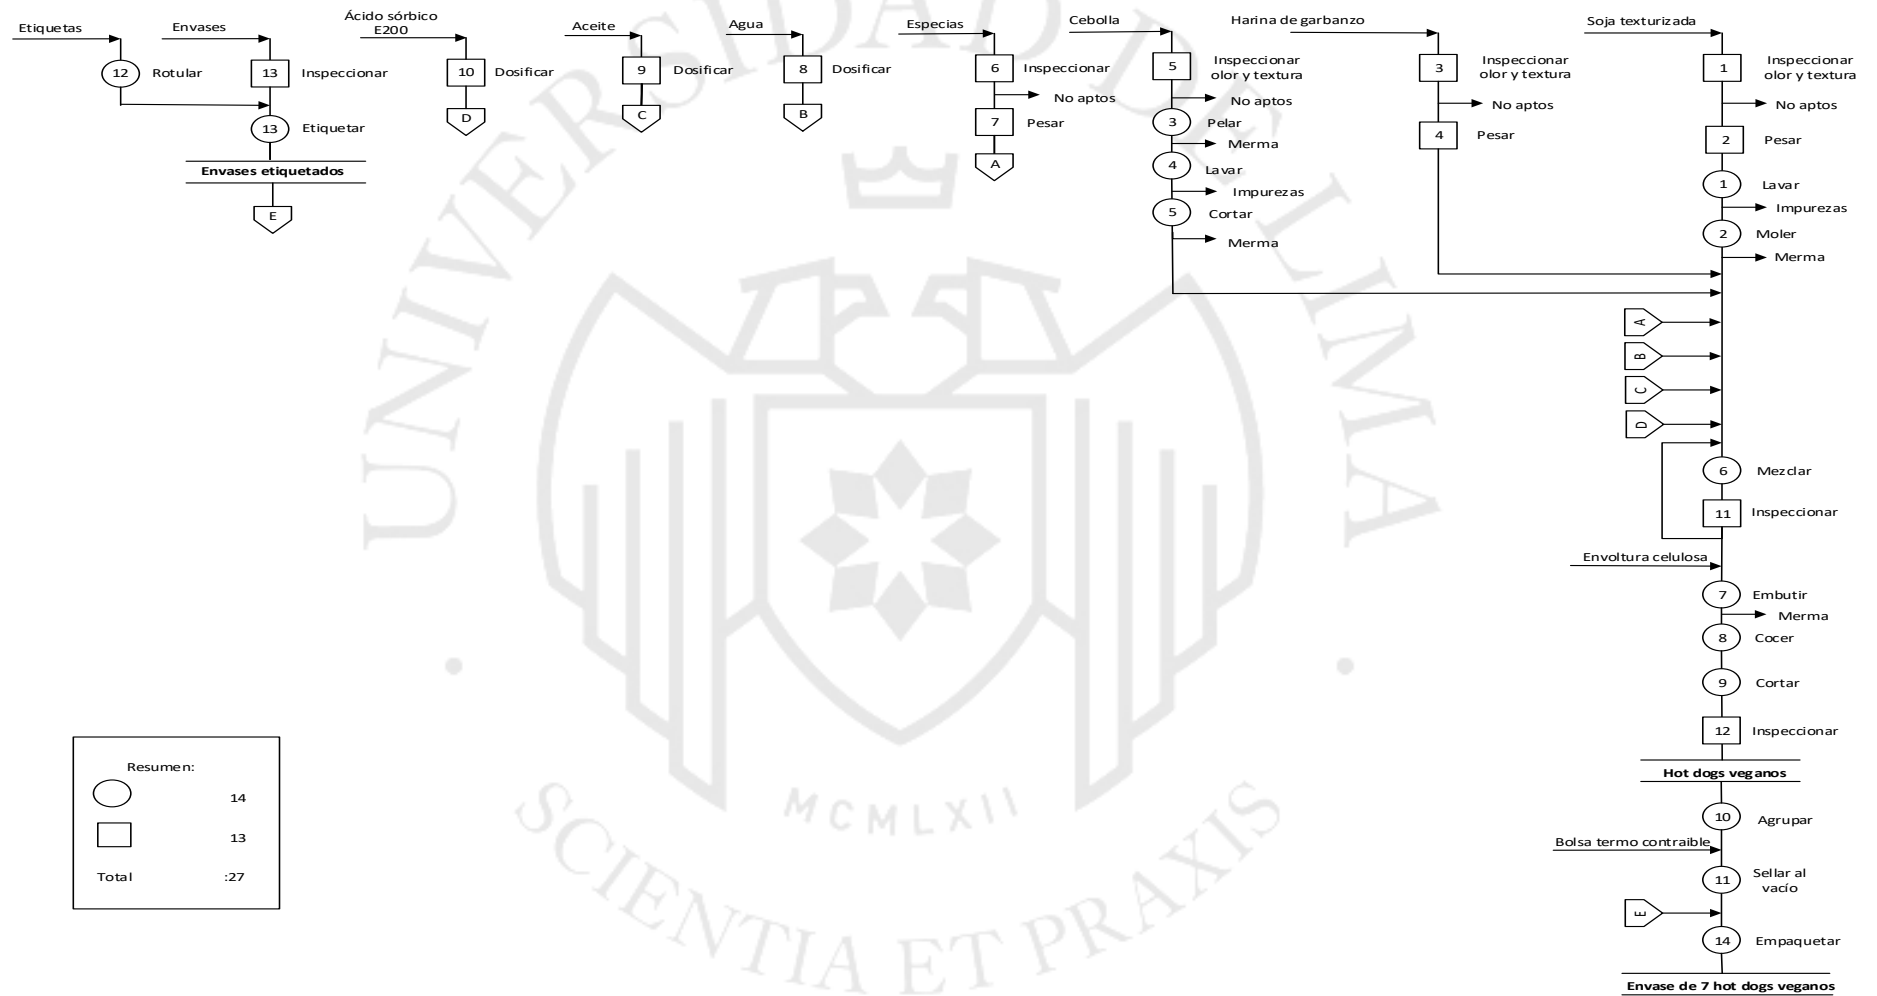 Etiquetas
12
Rotular
Envases
13
Inspeccionar
13
Etiquetar
Envases etiquetados
E
Ácido sórbico
E200
10
Dosificar
D
Aceite
9
Dosificar
C
Agua
8
Dosificar
B
Especias
6
Inspeccionar
No aptos
7
Pesar
A
Cebolla
5
Inspeccionar
olor y textura
No aptos
3
Pelar
Merma
4
Lavar
Impurezas
5
Cortar
Merma
Harina de garbanzo
3
Inspeccionar
olor y textura
No aptos
4
Pesar
Soja texturizada
1
Inspeccionar
olor y textura
No aptos
2
Pesar
1
Lavar
Impurezas
2
Moler
Merma
A
B
C
D
6
Mezclar
11
Inspeccionar
Envoltura celulosa
7
Embutir
Merma
8
Cocer
9
Cortar
12
Inspeccionar
Hot dogs veganos
10
Agrupar
Bolsa termo contraible
11
Sellar al
vacío
E
14
Empaquetar
Envase de 7 hot dogs veganos
Resumen:
14
13
Total :27
UNIVERSIDAD DE LIMA
MCMLXII
SCIENTIA ET PRAXIS